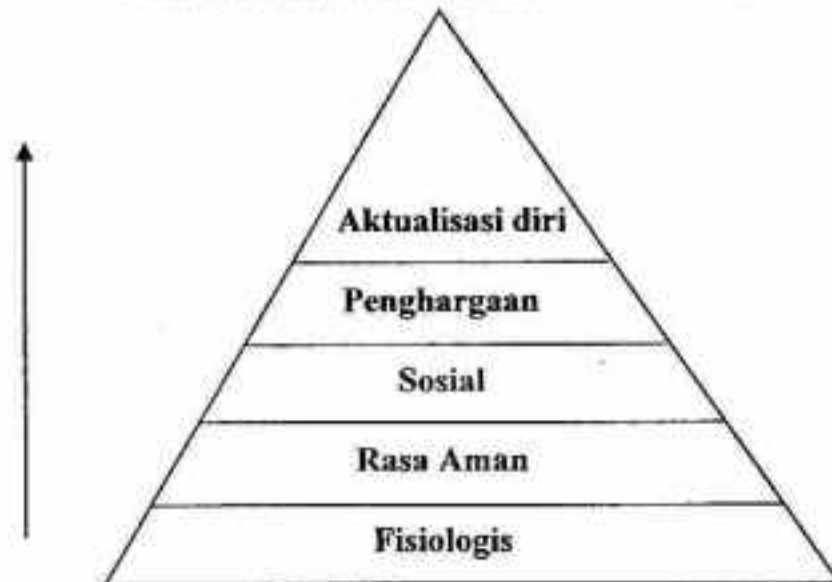 Aktualisasi diri
Penghargaan
Sosial
Rasa Aman
Fisiologis